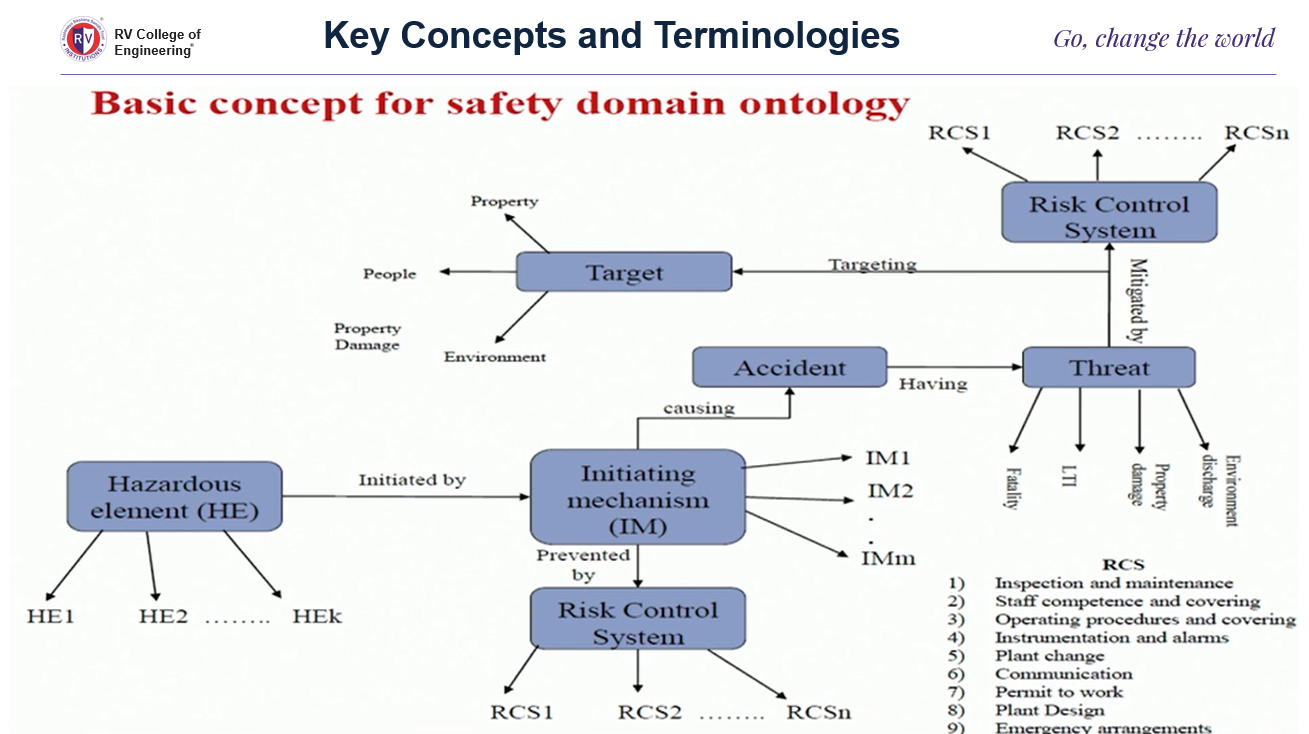 RV College of
Engineering®
Key Concepts and Terminologies
Go, change the world
Basic concept for safety domain ontology
RCS1
RCS2 ........ RCSn
Risk Control
System
Property
People
Target
Targeting
Mitigated by
Property
Damage
Environment
Accident
Having
Threat
causing
Fatality
LTI
Property
damage
Environment
discharge
Hazardous
element (HE)
Initiated by
Initiating
mechanism
(IM)
IM1
IM2
.
.
IMm
HE1
HE2 ........ HEk
Prevented
by
Risk Control
System
RCS1
RCS2 ........ RCSn
RCS
1) Inspection and maintenance
2) Staff competence and covering
3) Operating procedures and covering
4) Instrumentation and alarms
5) Plant change
6) Communication
7) Permit to work
8) Plant Design
9) Emergency arrangements